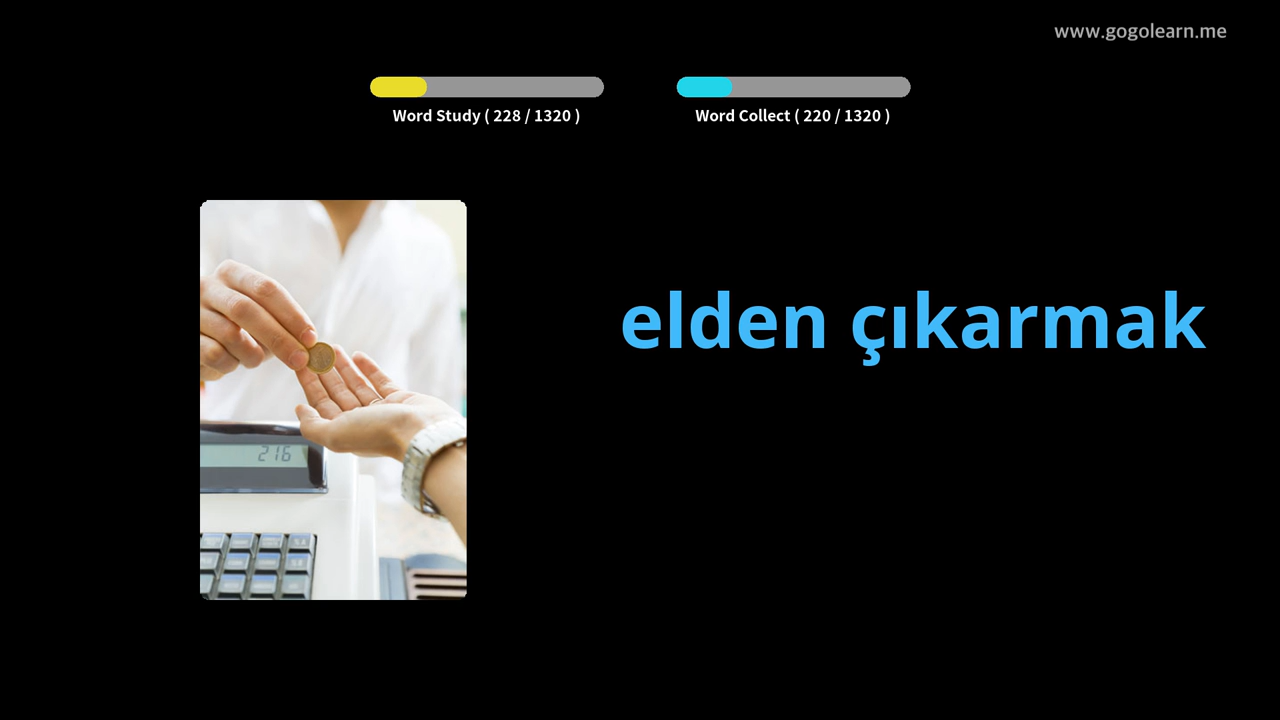 www.gogolearn.me
Word Study ( 228 / 1320 )
Word Collect ( 220 / 1320 )
elden çıkarmak
216